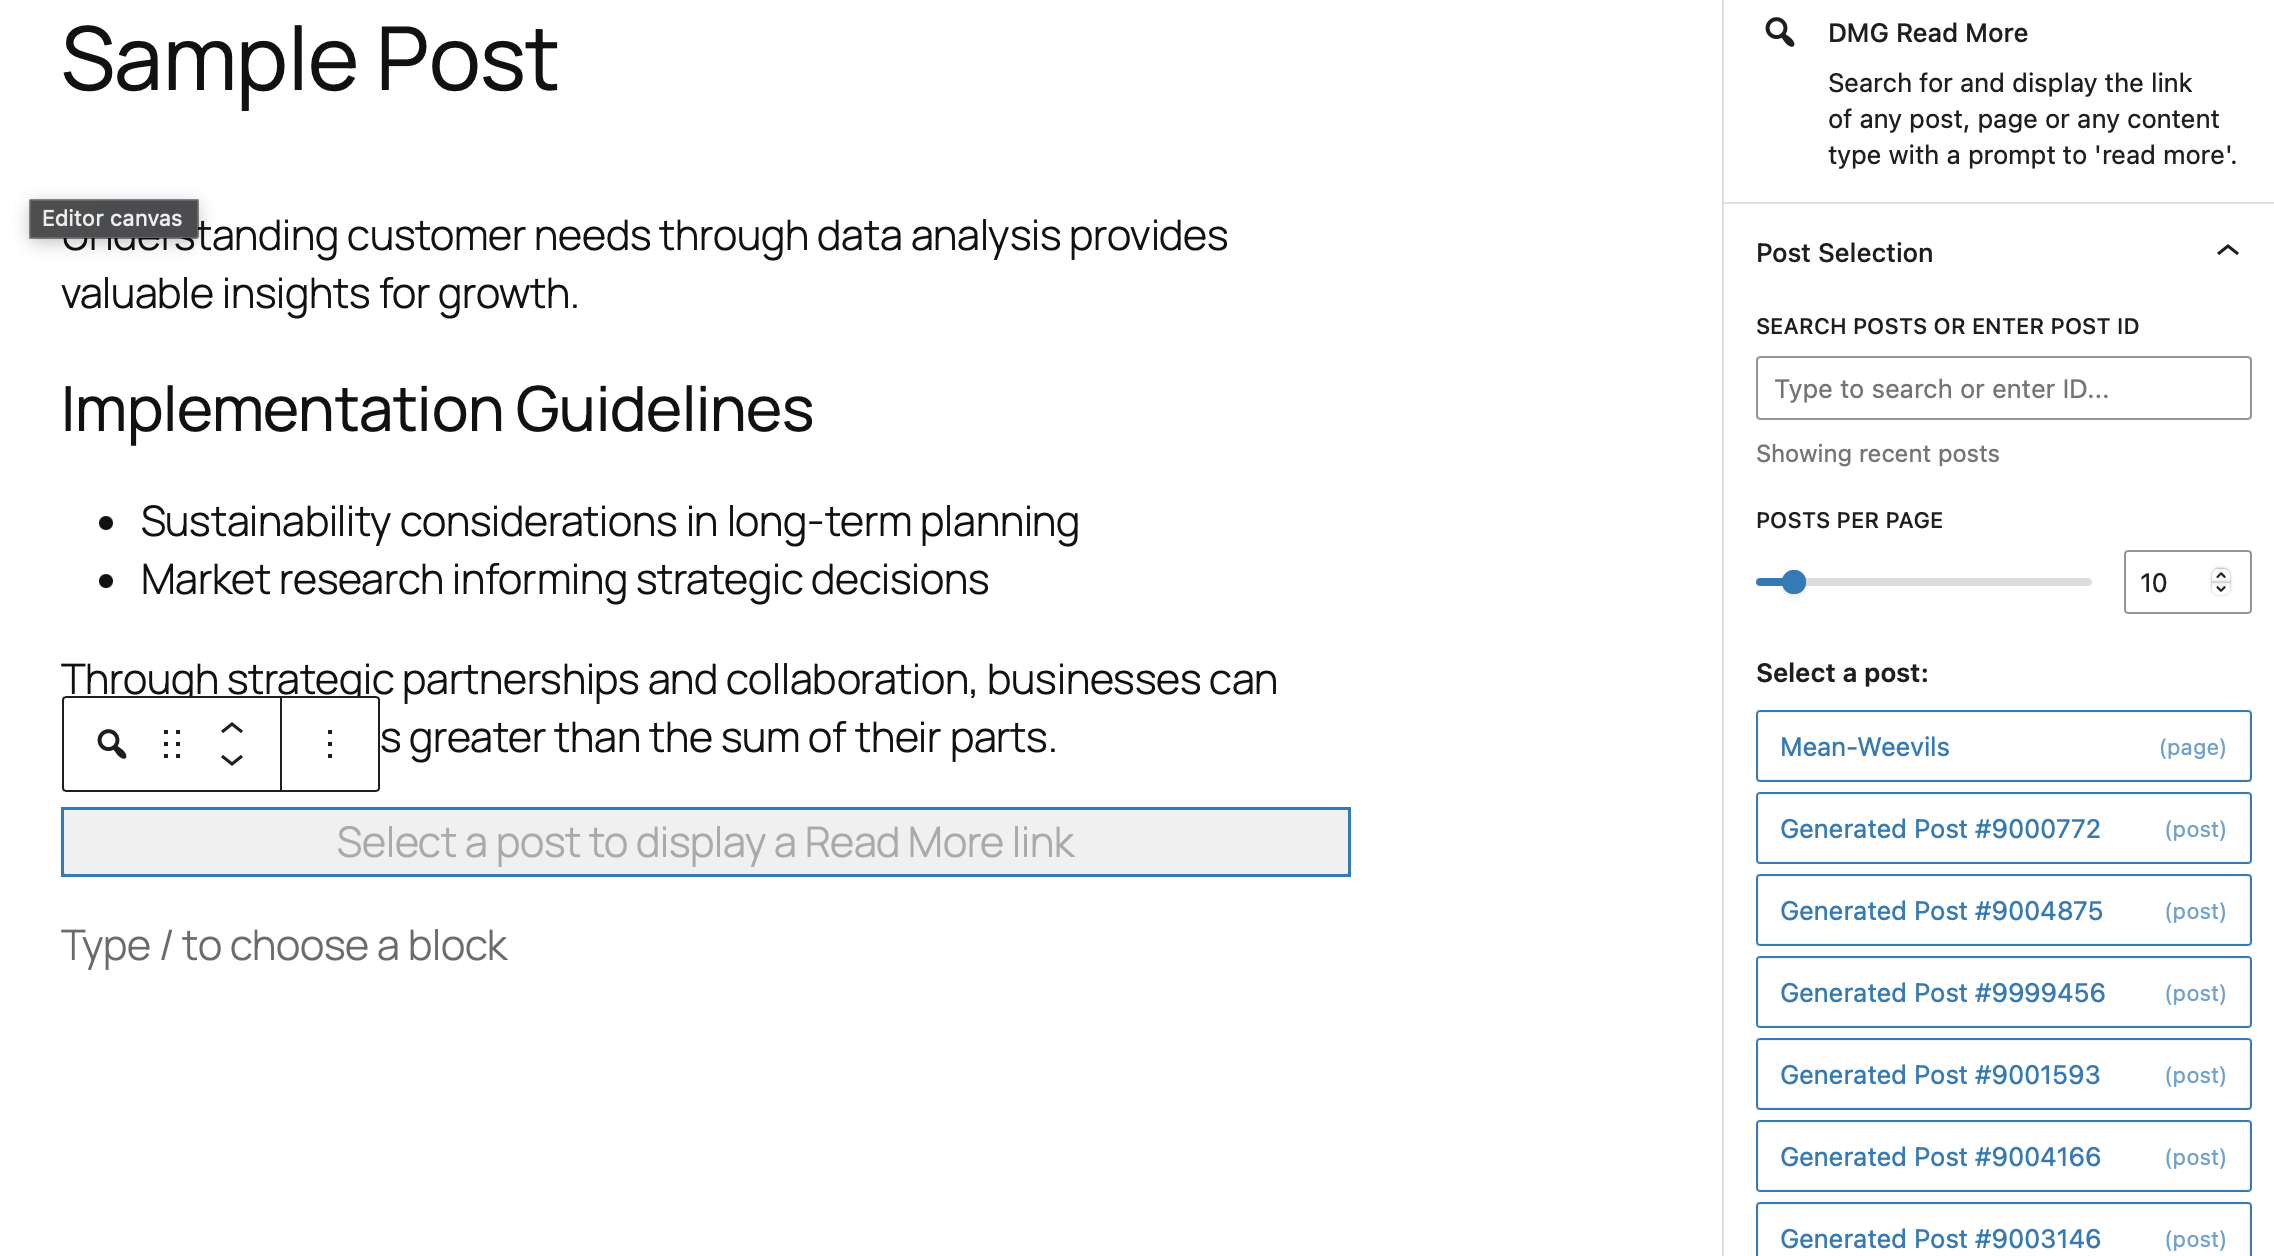 Sample Post
Editor canvas
Understanding customer needs through data analysis provides
valuable insights for growth.
Implementation Guidelines
Sustainability considerations in long-term planning
Market research informing strategic decisions
Through strategic partnerships and collaboration, businesses can
s greater than the sum of their parts.
Select a post to display a Read More link
Type / to choose a block
DMG Read More
Search for and display the link
of any post, page or any content
type with a prompt to 'read more'.
Post Selection
SEARCH POSTS OR ENTER POST ID
Type to search or enter ID...
Showing recent posts
POSTS PER PAGE
10
Select a post:
Mean-Weevils (page)
Generated Post #9000772 (post)
Generated Post #9004875 (post)
Generated Post #9999456 (post)
Generated Post #9001593 (post)
Generated Post #9004166 (post)
Generated Post #9003146 (post)